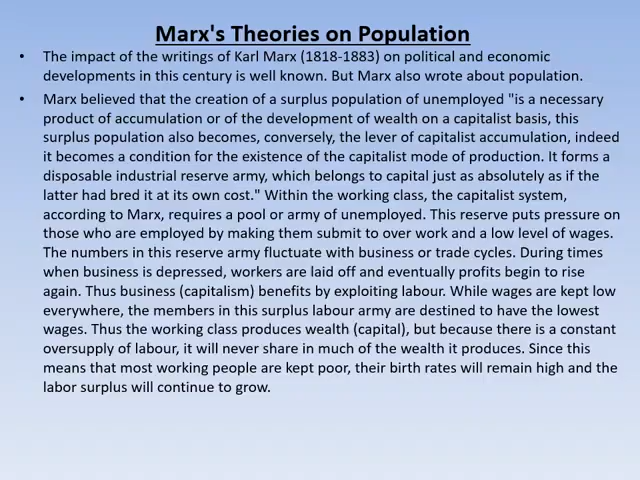 Marx's Theories on Population
• The impact of the writings of Karl Marx (1818-1883) on political and economic
developments in this century is well known. But Marx also wrote about population.
• Marx believed that the creation of a surplus population of unemployed "is a necessary
product of accumulation or of the development of wealth on a capitalist basis, this
surplus population also becomes, conversely, the lever of capitalist accumulation, indeed
it becomes a condition for the existence of the capitalist mode of production. It forms a
disposable industrial reserve army, which belongs to capital just as absolutely as if the
latter had bred it at its own cost." Within the working class, the capitalist system,
according to Marx, requires a pool or army of unemployed. This reserve puts pressure on
those who are employed by making them submit to over work and a low level of wages.
The numbers in this reserve army fluctuate with business or trade cycles. During times
when business is depressed, workers are laid off and eventually profits begin to rise
again. Thus business (capitalism) benefits by exploiting labour. While wages are kept low
everywhere, the members in this surplus labour army are destined to have the lowest
wages. Thus the working class produces wealth (capital), but because there is a constant
oversupply of labour, it will never share in much of the wealth it produces. Since this
means that most working people are kept poor, their birth rates will remain high and the
labor surplus will continue to grow.